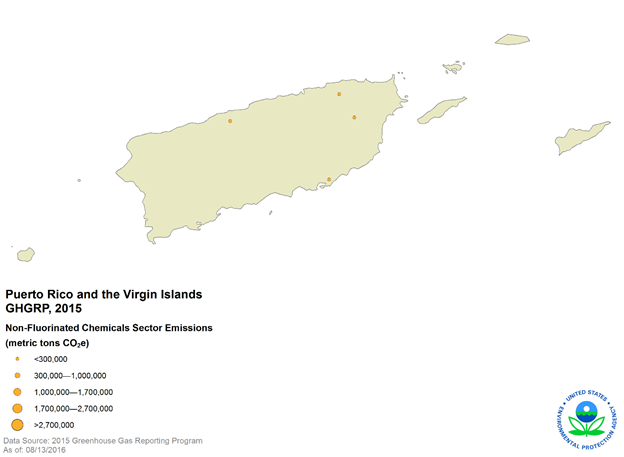 Puerto Rico and the Virgin Islands
GHGRP, 2015
Non-Fluorinated Chemicals Sector Emissions
(metric tons CO₂e)
<300,000
300,000—1,000,000
1,000,000—1,700,000
1,700,000—2,700,000
>2,700,000
Data Source: 2015 Greenhouse Gas Reporting Program
As of: 08/13/2016
UNITED STATES
ENVIRONMENTAL PROTECTION AGENCY